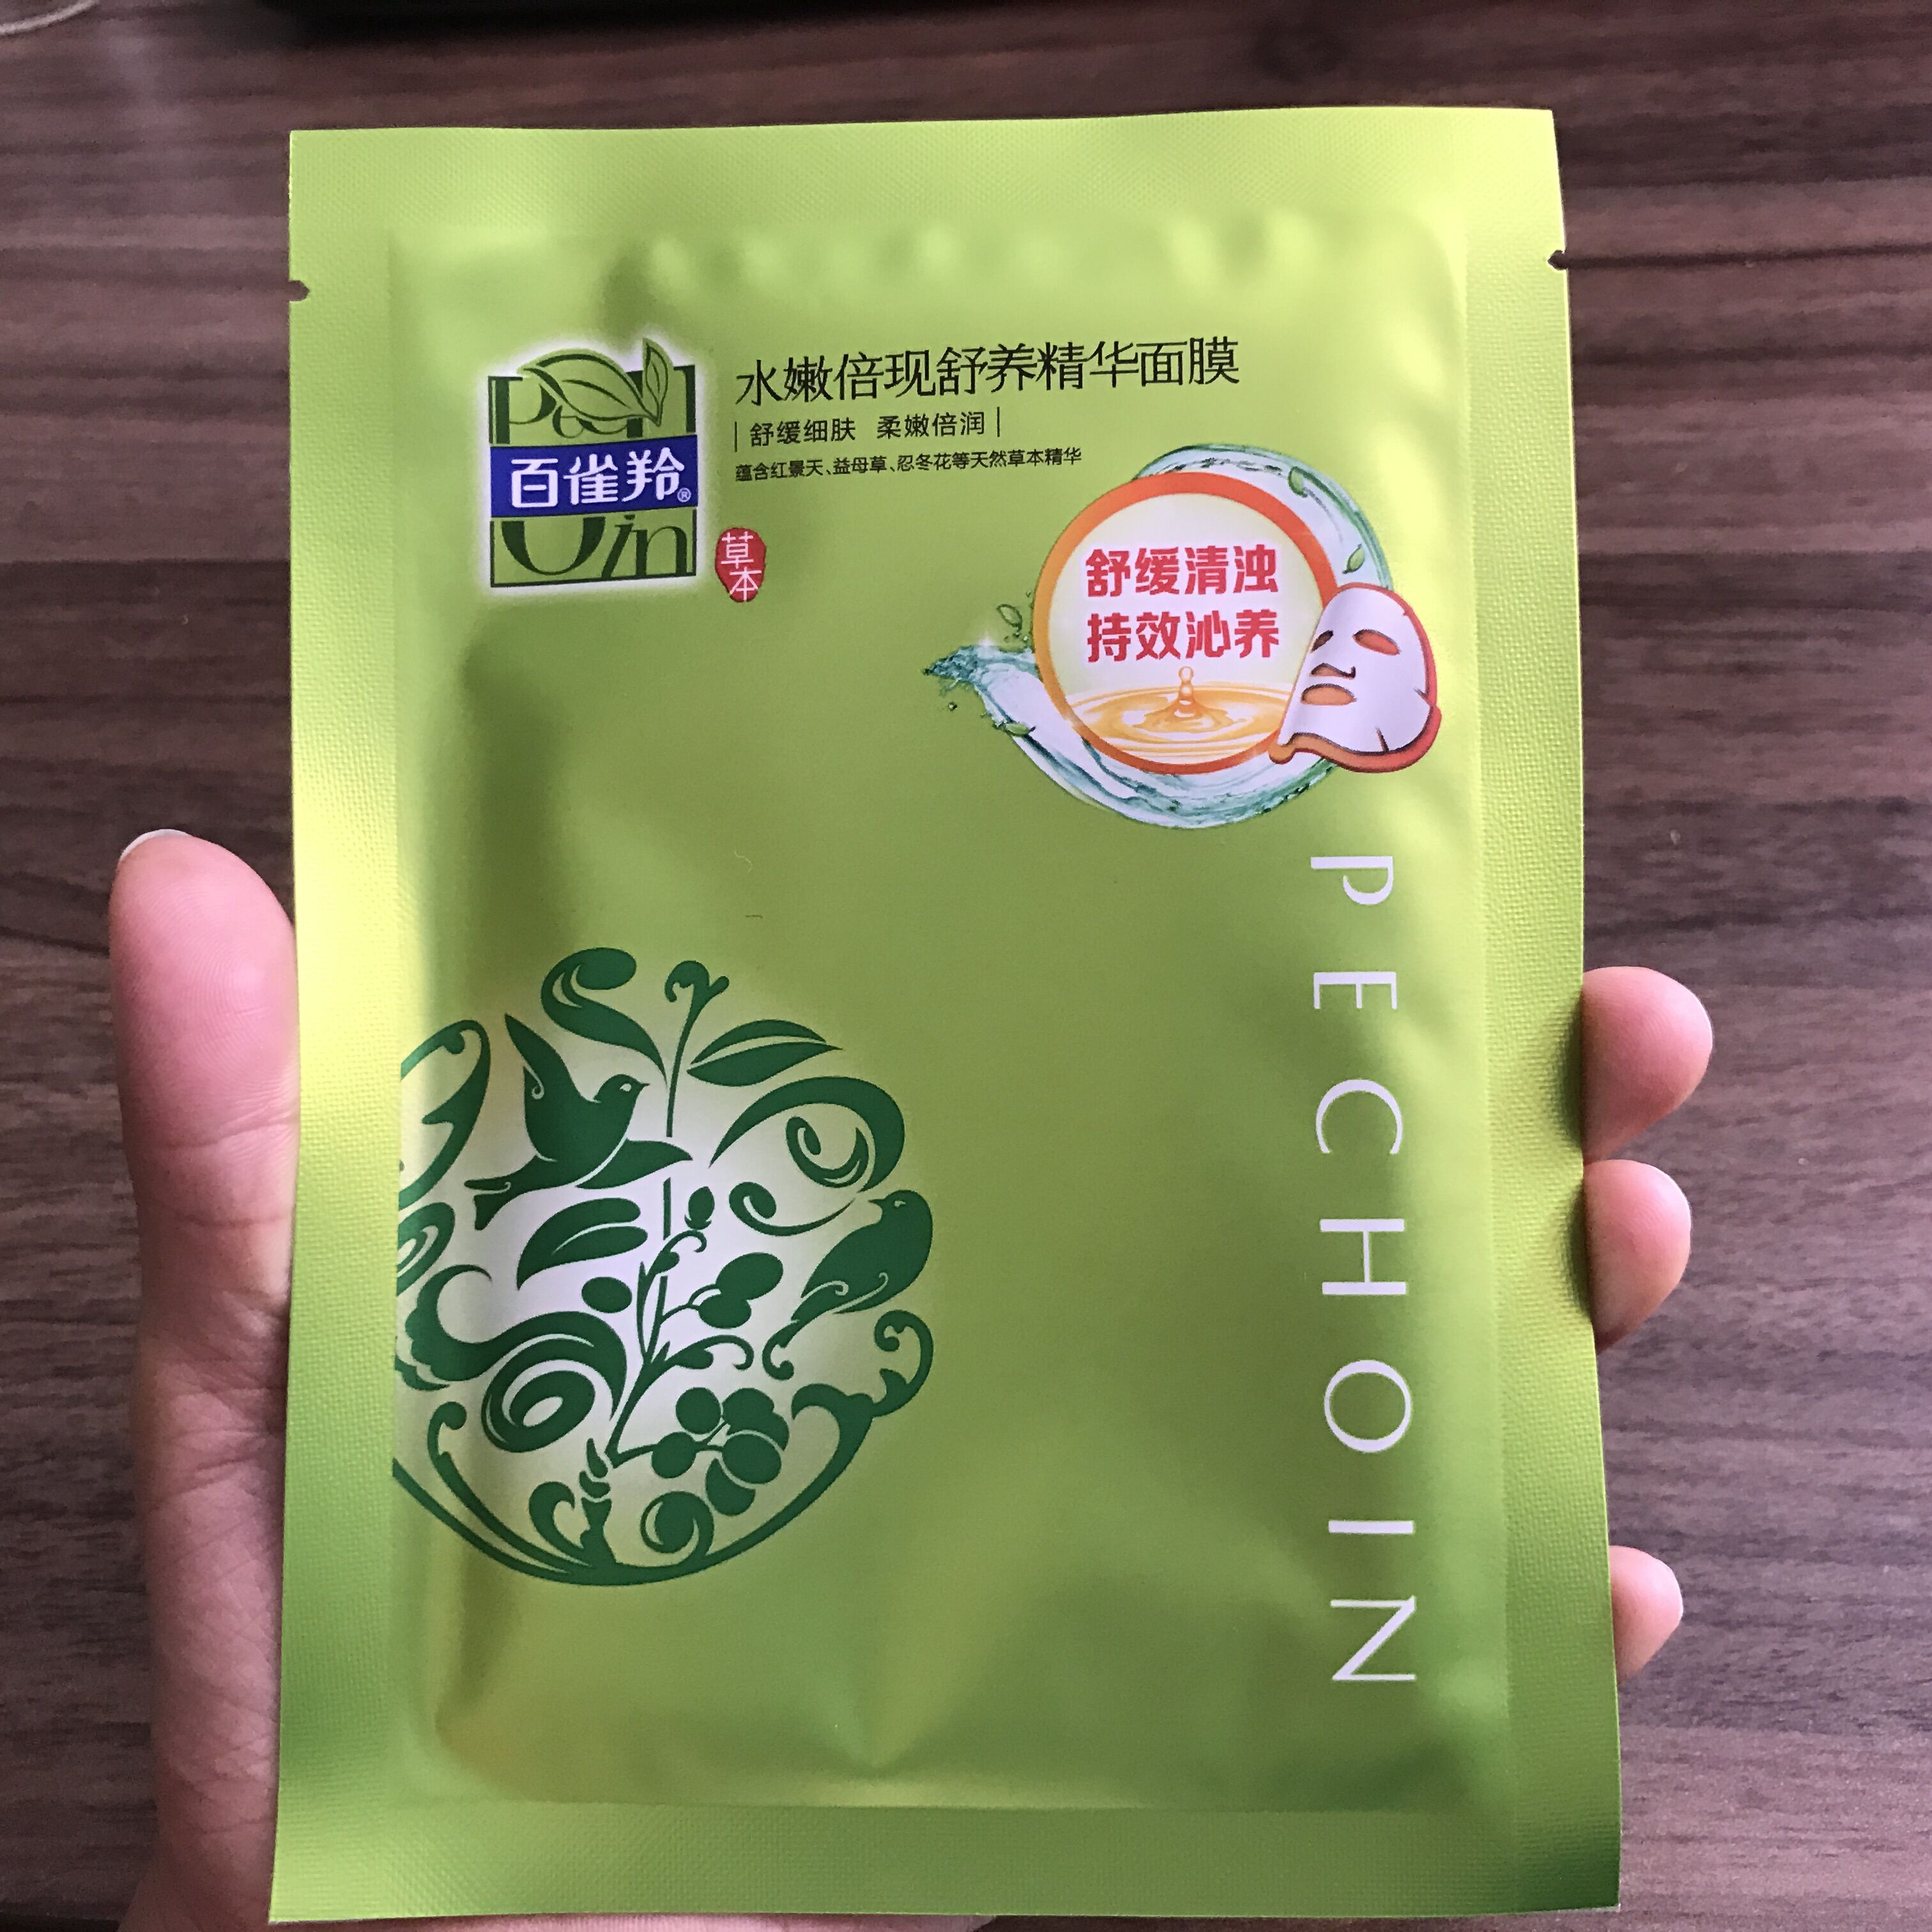 水嫩倍现舒养精华面膜
舒缓细肤 柔嫩倍润
蕴含红景天、益母草、忍冬花等天然草本精华
Pech
百雀羚®
Oin
草本
舒缓清浊
持效沁养
PECHOIN